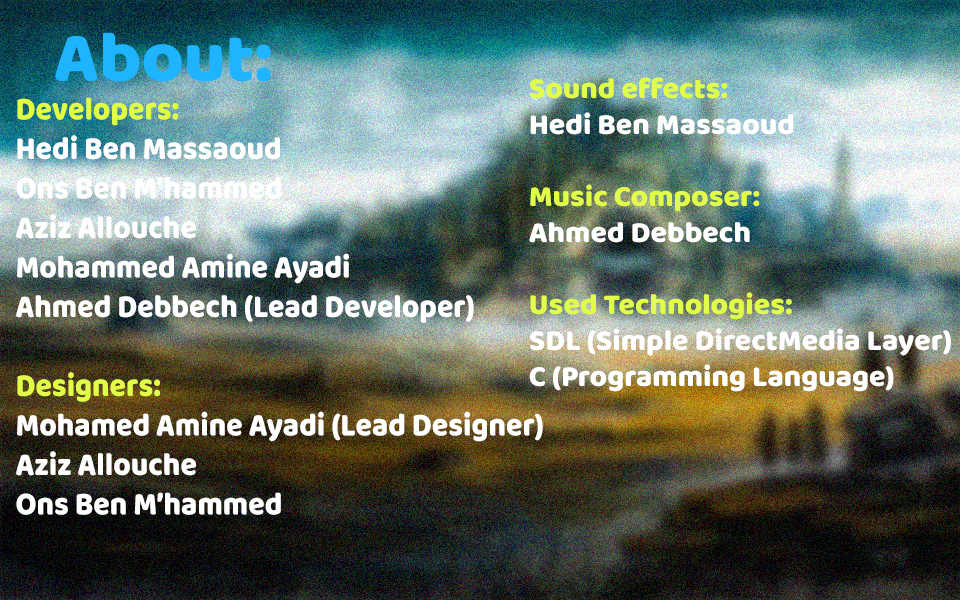 About:
Developers:
Hedi Ben Massaoud
Ons Ben M'hammed
Aziz Allouche
Mohammed Amine Ayadi
Ahmed Debbech (Lead Developer)
Designers:
Mohamed Amine Ayadi (Lead Designer)
Aziz Allouche
Ons Ben M'hammed
Sound effects:
Hedi Ben Massaoud
Music Composer:
Ahmed Debbech
Used Technologies:
SDL (Simple DirectMedia Layer)
C (Programming Language)